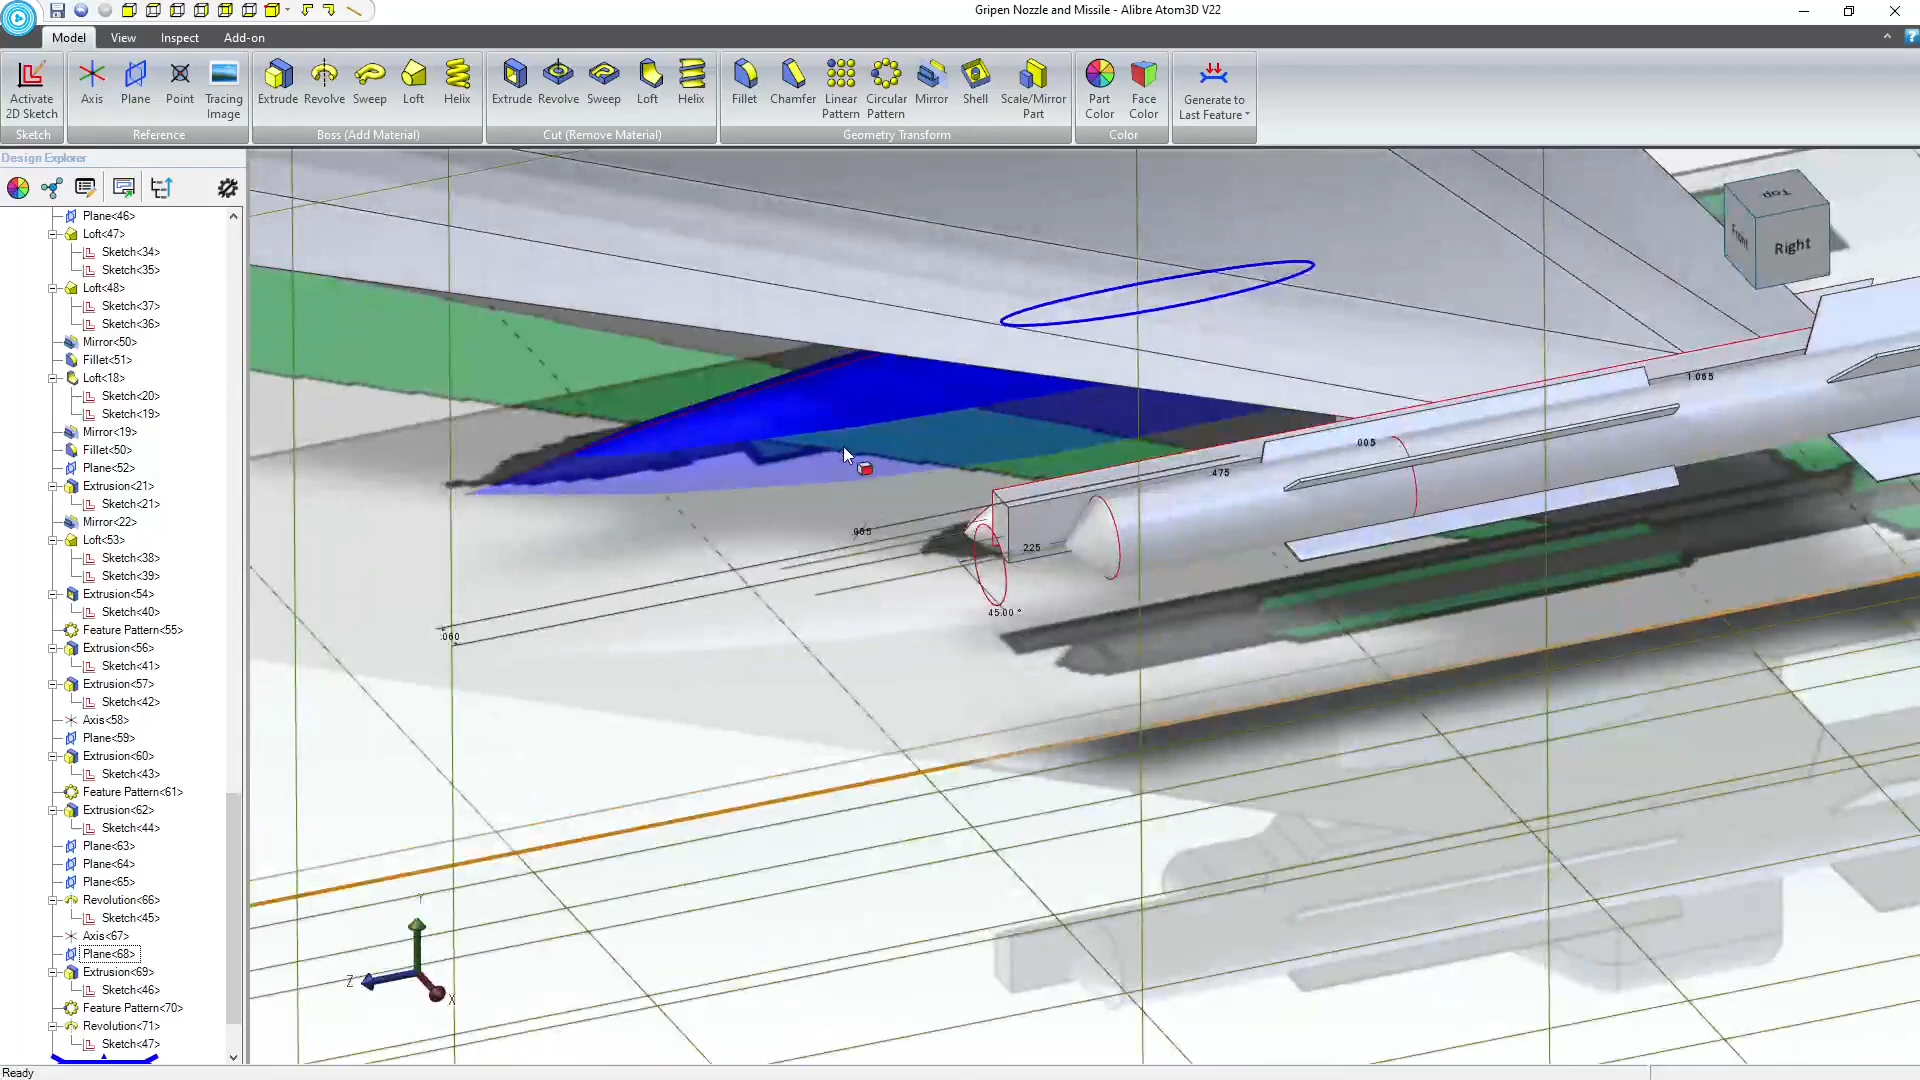 Gripen Nozzle and Missile - Alibre Atom3D V22
Model View Inspect Add-on
Activate 2D Sketch
Axis Plane Point Tracing Image
Extrude Revolve Sweep Loft Helix
Extrude Revolve Sweep Loft Helix
Fillet Chamfer Linear Pattern Circular Pattern Mirror Shell Scale/Mirror Part
Part Color Face Color
Generate to Last Feature
Sketch Reference Boss (Add Material) Cut (Remove Material) Geometry Transform Color
Design Explorer
Plane<46>
Loft<47>
Sketch<34>
Sketch<35>
Loft<48>
Sketch<37>
Sketch<36>
Mirror<50>
Fillet<51>
Loft<18>
Sketch<20>
Sketch<19>
Mirror<19>
Fillet<50>
Plane<52>
Extrusion<21>
Sketch<21>
Mirror<22>
Loft<53>
Sketch<38>
Sketch<39>
Extrusion<54>
Sketch<40>
Feature Pattern<55>
Extrusion<56>
Sketch<41>
Extrusion<57>
Sketch<42>
Axis<58>
Plane<59>
Extrusion<60>
Sketch<43>
Feature Pattern<61>
Extrusion<62>
Sketch<44>
Plane<63>
Plane<64>
Plane<65>
Revolution<66>
Sketch<45>
Axis<67>
Plane<68>
Extrusion<69>
Sketch<46>
Feature Pattern<70>
Revolution<71>
Sketch<47>
Top
Front
Right
1.065
.005
.475
.225
45.00 °
.060
Y
Z
X
Ready